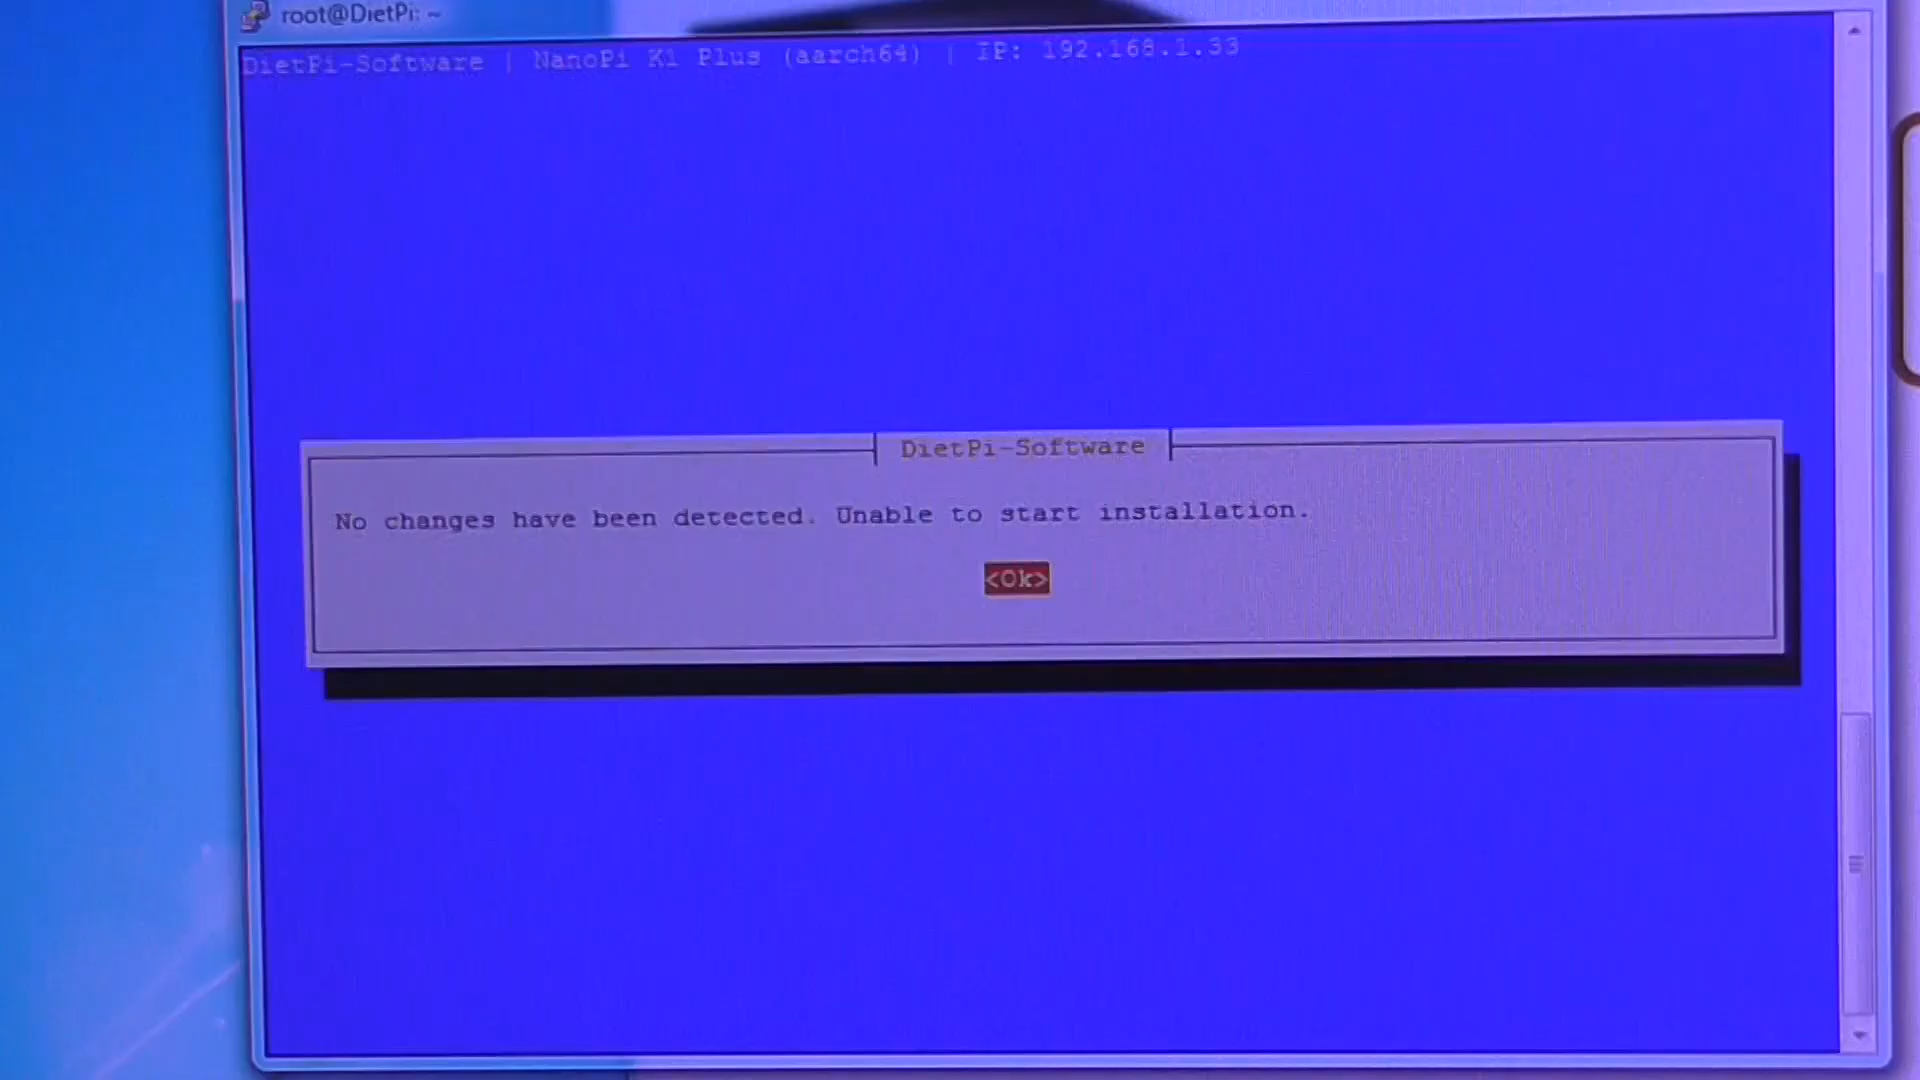 root@DietPi: ~
DietPi-Software | NanoPi K1 Plus (aarch64) | IP: 192.168.1.33
DietPi-Software
No changes have been detected. Unable to start installation.
<Ok>